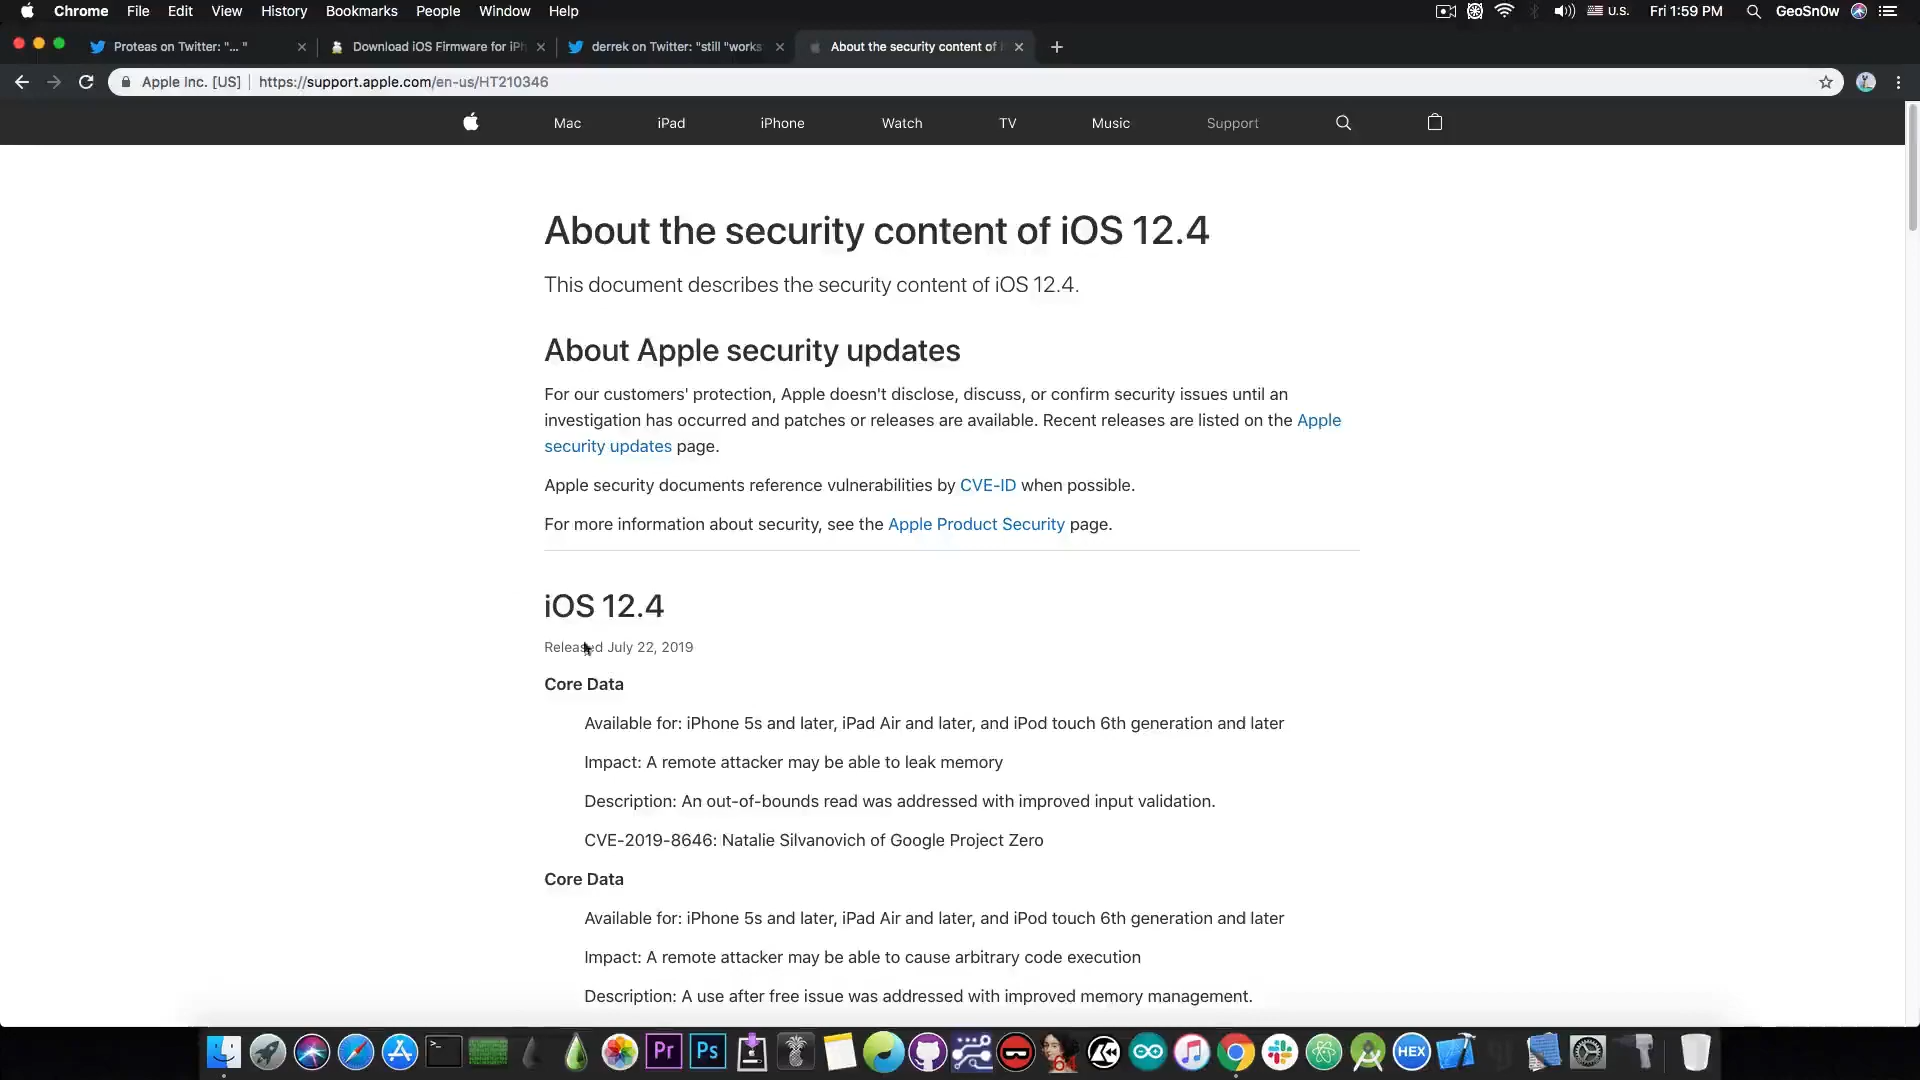 Chrome File Edit View History Bookmarks People Window Help U.S. Fri 1:59 PM GeoSn0w
Proteas on Twitter: "... " Download iOS Firmware for iPh derrek on Twitter: "still "works About the security content of i
Apple Inc. [US] https://support.apple.com/en-us/HT210346
Mac iPad iPhone Watch TV Music Support
About the security content of iOS 12.4
This document describes the security content of iOS 12.4.
About Apple security updates
For our customers' protection, Apple doesn't disclose, discuss, or confirm security issues until an
investigation has occurred and patches or releases are available. Recent releases are listed on the Apple
security updates page.
Apple security documents reference vulnerabilities by CVE-ID when possible.
For more information about security, see the Apple Product Security page.
iOS 12.4
Released July 22, 2019
Core Data
Available for: iPhone 5s and later, iPad Air and later, and iPod touch 6th generation and later
Impact: A remote attacker may be able to leak memory
Description: An out-of-bounds read was addressed with improved input validation.
CVE-2019-8646: Natalie Silvanovich of Google Project Zero
Core Data
Available for: iPhone 5s and later, iPad Air and later, and iPod touch 6th generation and later
Impact: A remote attacker may be able to cause arbitrary code execution
Description: A use after free issue was addressed with improved memory management.
Pr Ps 64 HEX